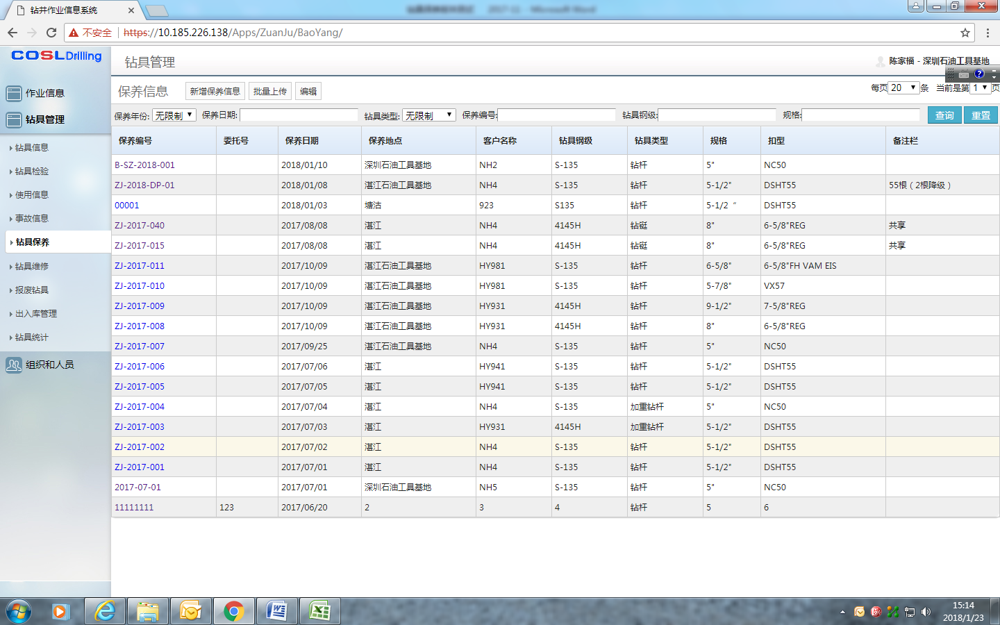 钻井作业信息系统
不安全 https://10.185.226.138/Apps/ZuanJu/BaoYang/
COSL Drilling
钻具管理
陈家福 - 深圳石油工具基地
作业信息
钻具管理
钻具信息
钻具检验
使用信息
事故信息
钻具保养
钻具维修
报废钻具
出入库管理
钻具统计
组织和人员
保养信息 新增保养信息 批量上传 编辑 每页 20 条 当前是第 1 页
保养年份: 无限制 保养日期: 钻具类型: 无限制 保养编号: 钻具钢级: 规格: 查询 重置
保养编号 委托号 保养日期 保养地点 客户名称 钻具钢级 钻具类型 规格 扣型 备注栏
B-SZ-2018-001 2018/01/10 深圳石油工具基地 NH2 S-135 钻杆 5" NC50
ZJ-2018-DP-01 2018/01/08 湛江石油工具基地 NH4 S-135 钻杆 5-1/2" DSHT55 55根（2根降级）
00001 2018/01/03 塘沽 923 S135 钻杆 5-1/2“ DSHT55
ZJ-2017-040 2017/08/08 湛江 NH4 4145H 钻铤 8" 6-5/8"REG 共享
ZJ-2017-015 2017/08/08 湛江 NH4 4145H 钻铤 8" 6-5/8"REG 共享
ZJ-2017-011 2017/10/09 湛江石油工具基地 HY981 S-135 钻杆 6-5/8" 6-5/8"FH VAM EIS
ZJ-2017-010 2017/10/09 湛江石油工具基地 HY981 S-135 钻杆 5-7/8" VX57
ZJ-2017-009 2017/10/09 湛江石油工具基地 HY931 4145H 钻杆 9-1/2" 7-5/8"REG
ZJ-2017-008 2017/10/09 湛江石油工具基地 HY931 4145H 钻杆 8" 6-5/8"REG
ZJ-2017-007 2017/09/25 湛江石油工具基地 NH4 S-135 钻杆 5" NC50
ZJ-2017-006 2017/07/06 湛江 HY941 S-135 钻杆 5-1/2" DSHT55
ZJ-2017-005 2017/07/05 湛江 HY941 S-135 钻杆 5-1/2" DSHT55
ZJ-2017-004 2017/07/04 湛江 NH4 S-135 加重钻杆 5" NC50
ZJ-2017-003 2017/07/03 湛江 HY931 4145H 加重钻杆 5-1/2" DSHT55
ZJ-2017-002 2017/07/02 湛江 NH4 S-135 钻杆 5-1/2" DSHT55
ZJ-2017-001 2017/07/01 湛江 NH4 S-135 钻杆 5-1/2" DSHT55
2017-07-01 2017/07/01 深圳石油工具基地 NH5 S-135 钻杆 5" NC50
11111111 123 2017/06/20 2 3 4 钻杆 5 6
15:14
2018/1/23